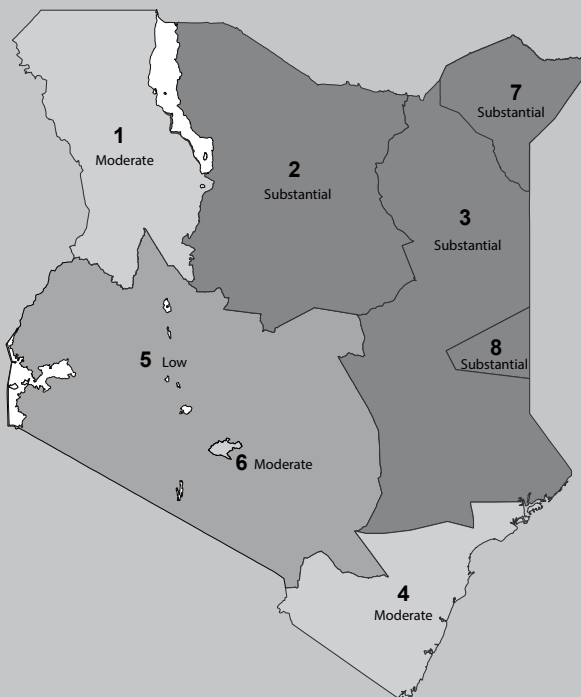 7
Substantial
1
Moderate
2
Substantial
3
Substantial
8
Substantial
5 Low
6 Moderate
4
Moderate